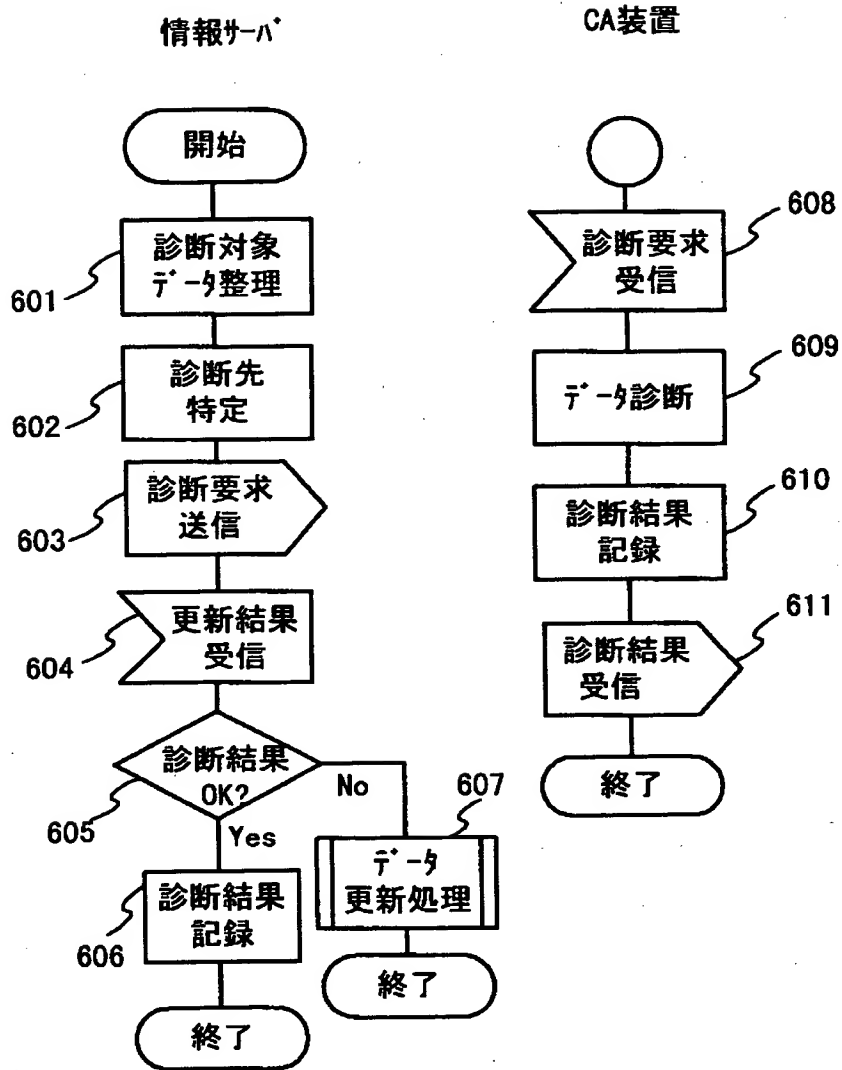 情報ｻｰﾊﾞ
開始
診断対象
ﾃﾞｰﾀ整理
601
診断先
特定
602
診断要求
送信
603
更新結果
受信
604
診断結果
OK?
605
No
Yes
607
ﾃﾞｰﾀ
更新処理
診断結果
記録
606
終了
終了
CA装置
608
診断要求
受信
609
ﾃﾞｰﾀ診断
610
診断結果
記録
611
診断結果
受信
終了